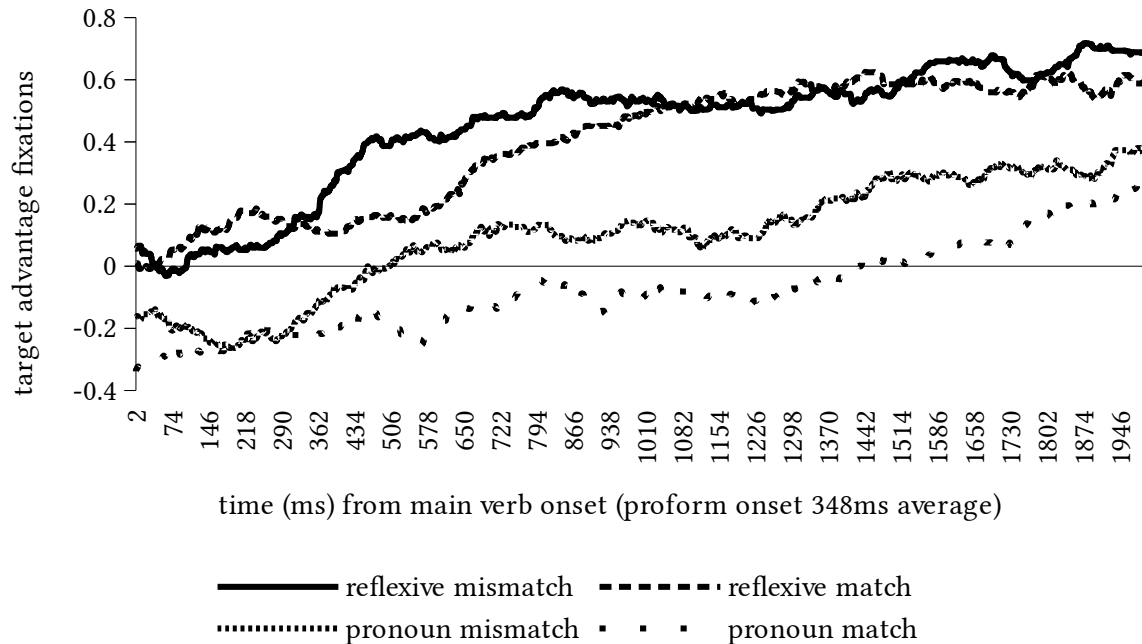 0.8
0.6
0.4
0.2
0
-0.2
-0.4
target advantage fixations
2 74 146 218 290 362 434 506 578 650 722 794 866 938 1010 1082 1154 1226 1298 1370 1442 1514 1586 1658 1730 1802 1874 1946
time (ms) from main verb onset (proform onset 348ms average)
reflexive mismatch reflexive match
pronoun mismatch pronoun match